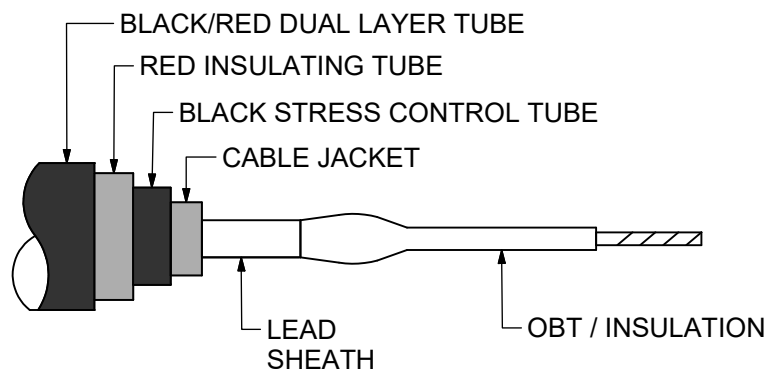 BLACK/RED DUAL LAYER TUBE
RED INSULATING TUBE
BLACK STRESS CONTROL TUBE
CABLE JACKET
LEAD
SHEATH
OBT / INSULATION